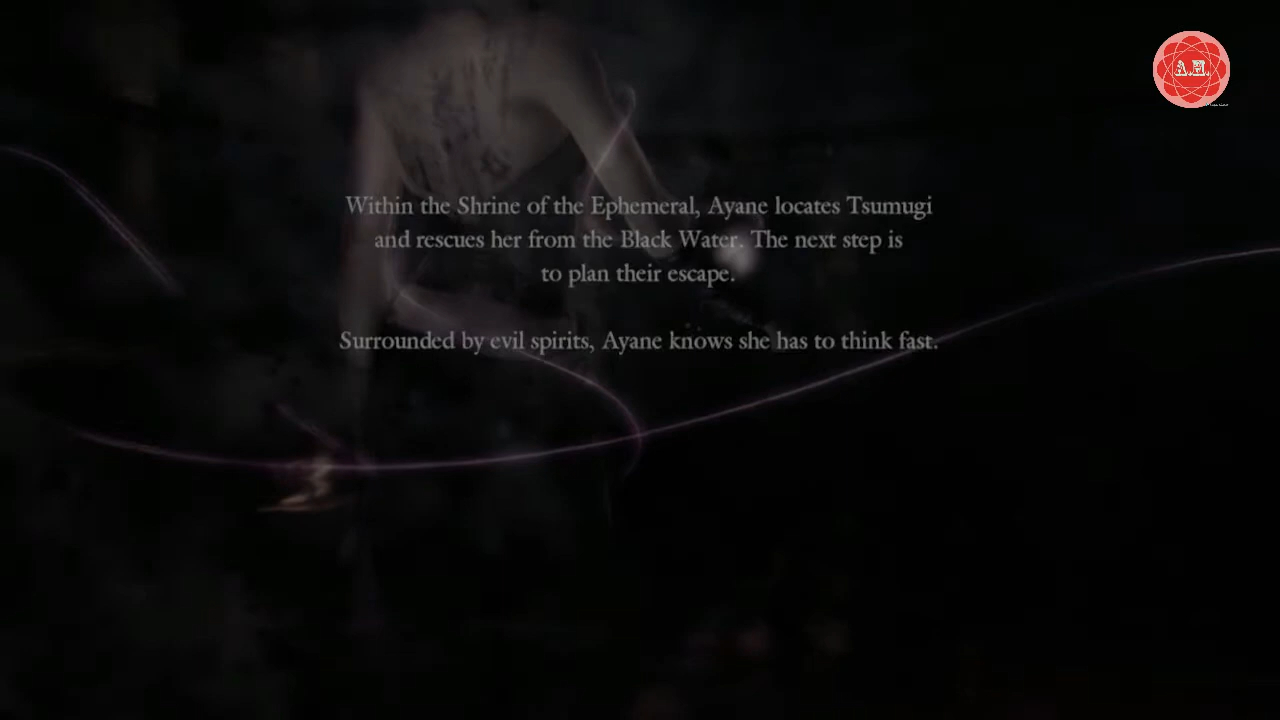 A.H.
Within the Shrine of the Ephemeral, Ayane locates Tsumugi
and rescues her from the Black Water. The next step is
to plan their escape.
Surrounded by evil spirits, Ayane knows she has to think fast.